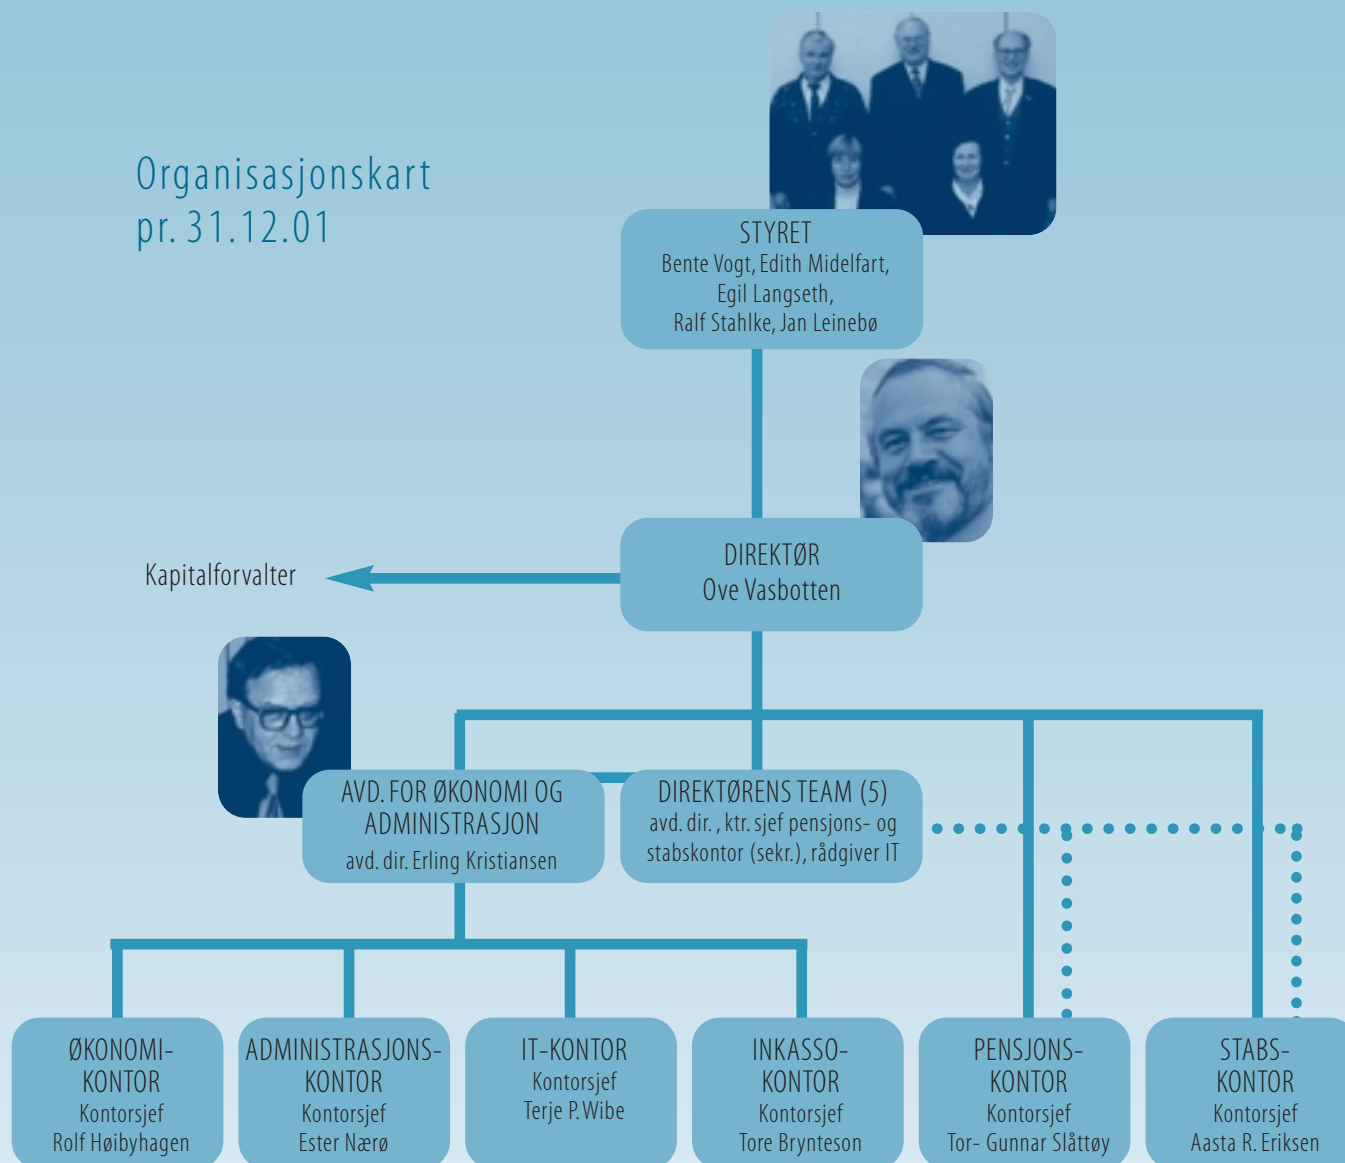 Organisasjonskart
pr. 31.12.01
STYRET
Bente Vogt, Edith Midelfart,
Egil Langseth,
Ralf Stahlke, Jan Leinebø
DIREKTØR
Ove Vasbotten
Kapitalforvalter
AVD. FOR ØKONOMI OG
ADMINISTRASJON
avd. dir. Erling Kristiansen
DIREKTØRENS TEAM (5)
avd. dir. , ktr. sjef pensjons- og
stabskontor (sekr.), rådgiver IT
ØKONOMI-
KONTOR
Kontorsjef
Rolf Høibyhagen
ADMINISTRASJONS-
KONTOR
Kontorsjef
Ester Nærø
IT-KONTOR
Kontorsjef
Terje P. Wibe
INKASSO-
KONTOR
Kontorsjef
Tore Brynteson
PENSJONS-
KONTOR
Kontorsjef
Tor- Gunnar Slåttøy
STABS-
KONTOR
Kontorsjef
Aasta R. Eriksen